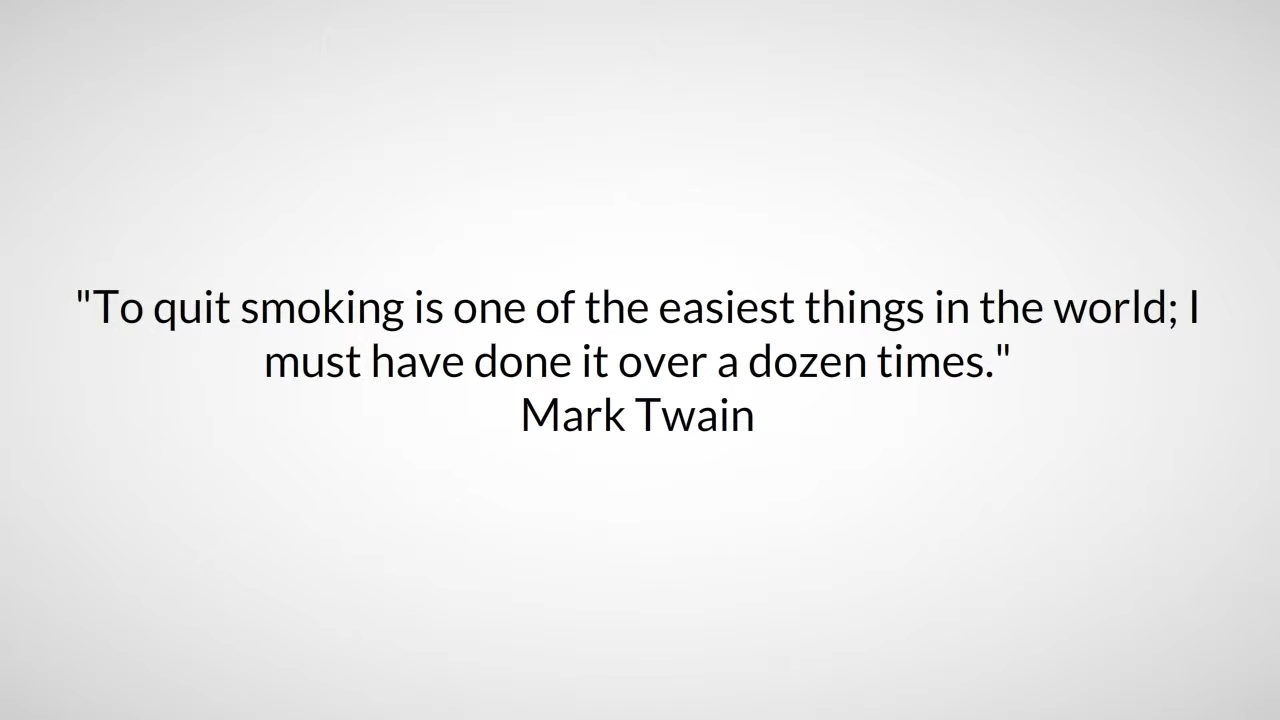 "To quit smoking is one of the easiest things in the world; I
must have done it over a dozen times."
Mark Twain